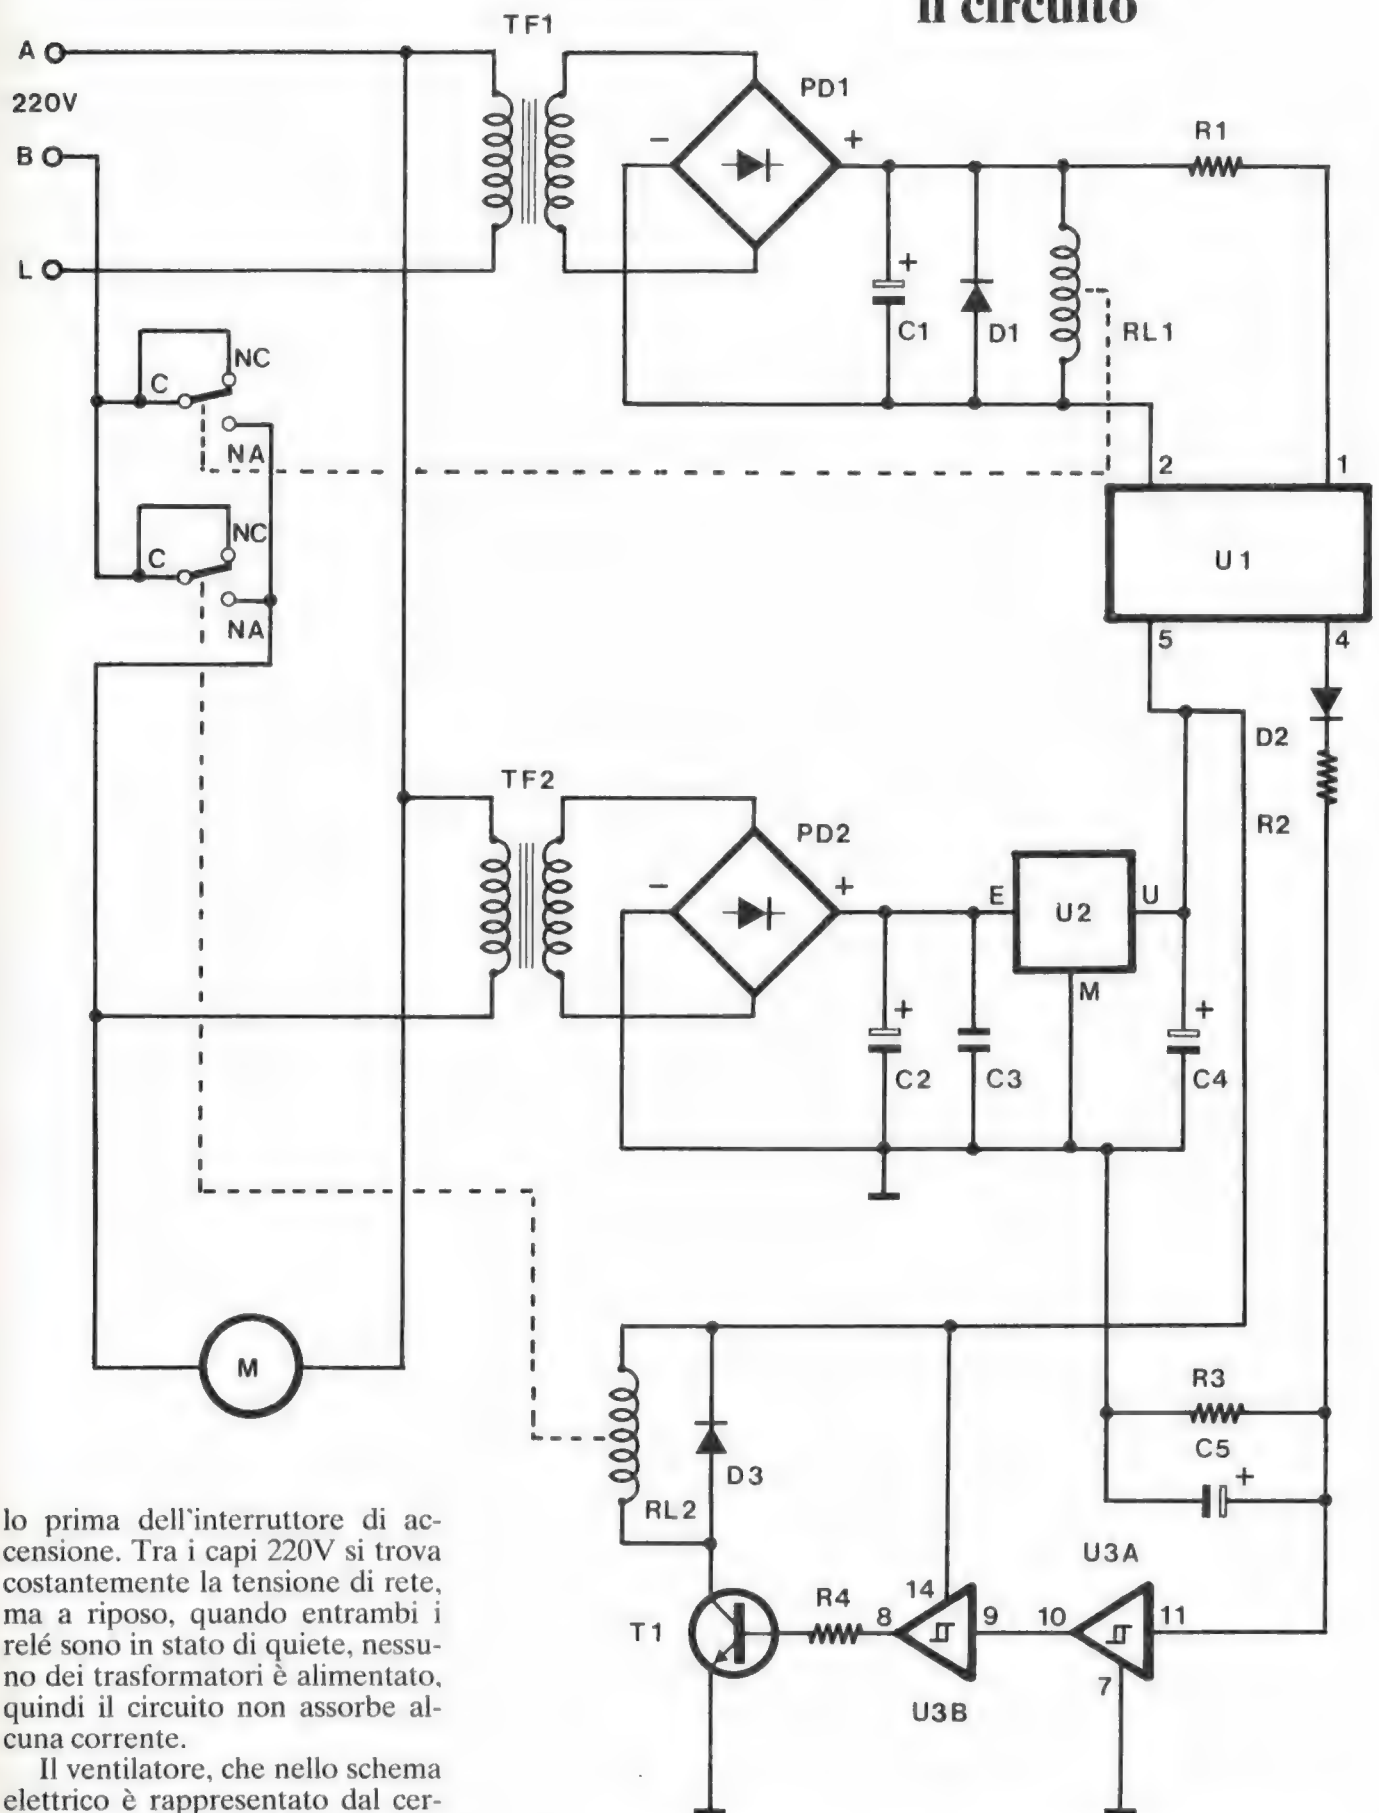 il circuito
TF1
A
220V
B
L
PD1
−
+
R1
+
C1
D1
RL1
C
NC
NA
2
1
C
NC
NA
U1
5
4
D2
R2
TF2
PD2
−
+
E
U2
U
M
+
C2
C3
+
C4
M
R3
C5
+
D3
RL2
U3A
T1
R4
8
14
9
10
11
7
U3B
lo prima dell'interruttore di ac-
censione. Tra i capi 220V si trova
costantemente la tensione di rete,
ma a riposo, quando entrambi i
relé sono in stato di quiete, nessu-
no dei trasformatori è alimentato,
quindi il circuito non assorbe al-
cuna corrente.
Il ventilatore, che nello schema
elettrico è rappresentato dal cer-